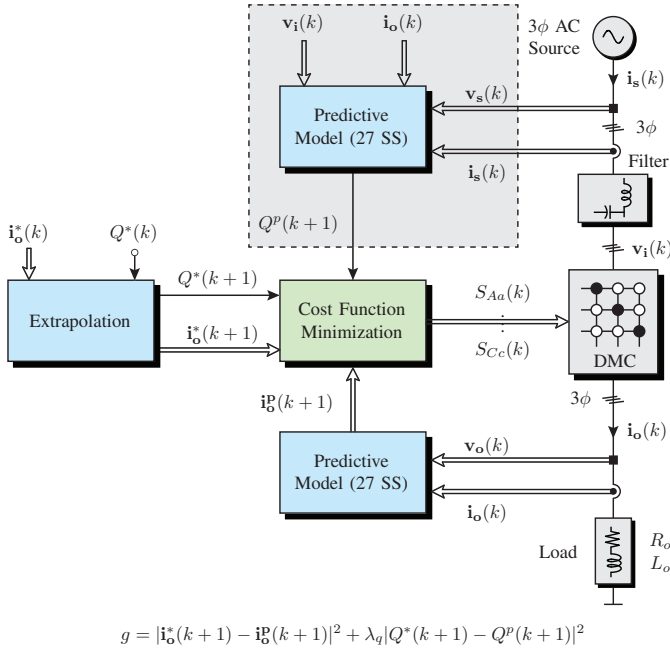 3ϕ AC
Source
v_i(k)
i_o(k)
i_s(k)
v_s(k)
Predictive
Model (27 SS)
3ϕ
i_s(k)
Filter
Q^p(k+1)
i_o^*(k)
Q^*(k)
v_i(k)
Q^*(k+1)
Extrapolation
i_o^*(k+1)
Cost Function
Minimization
S_{Aa}(k)
⋮
S_{Cc}(k)
DMC
i_o^p(k+1)
3ϕ
i_o(k)
v_o(k)
Predictive
Model (27 SS)
i_o(k)
Load
R_o
L_o
g = |i_o^*(k+1) − i_o^p(k+1)|^2 + λ_q|Q^*(k+1) − Q^p(k+1)|^2